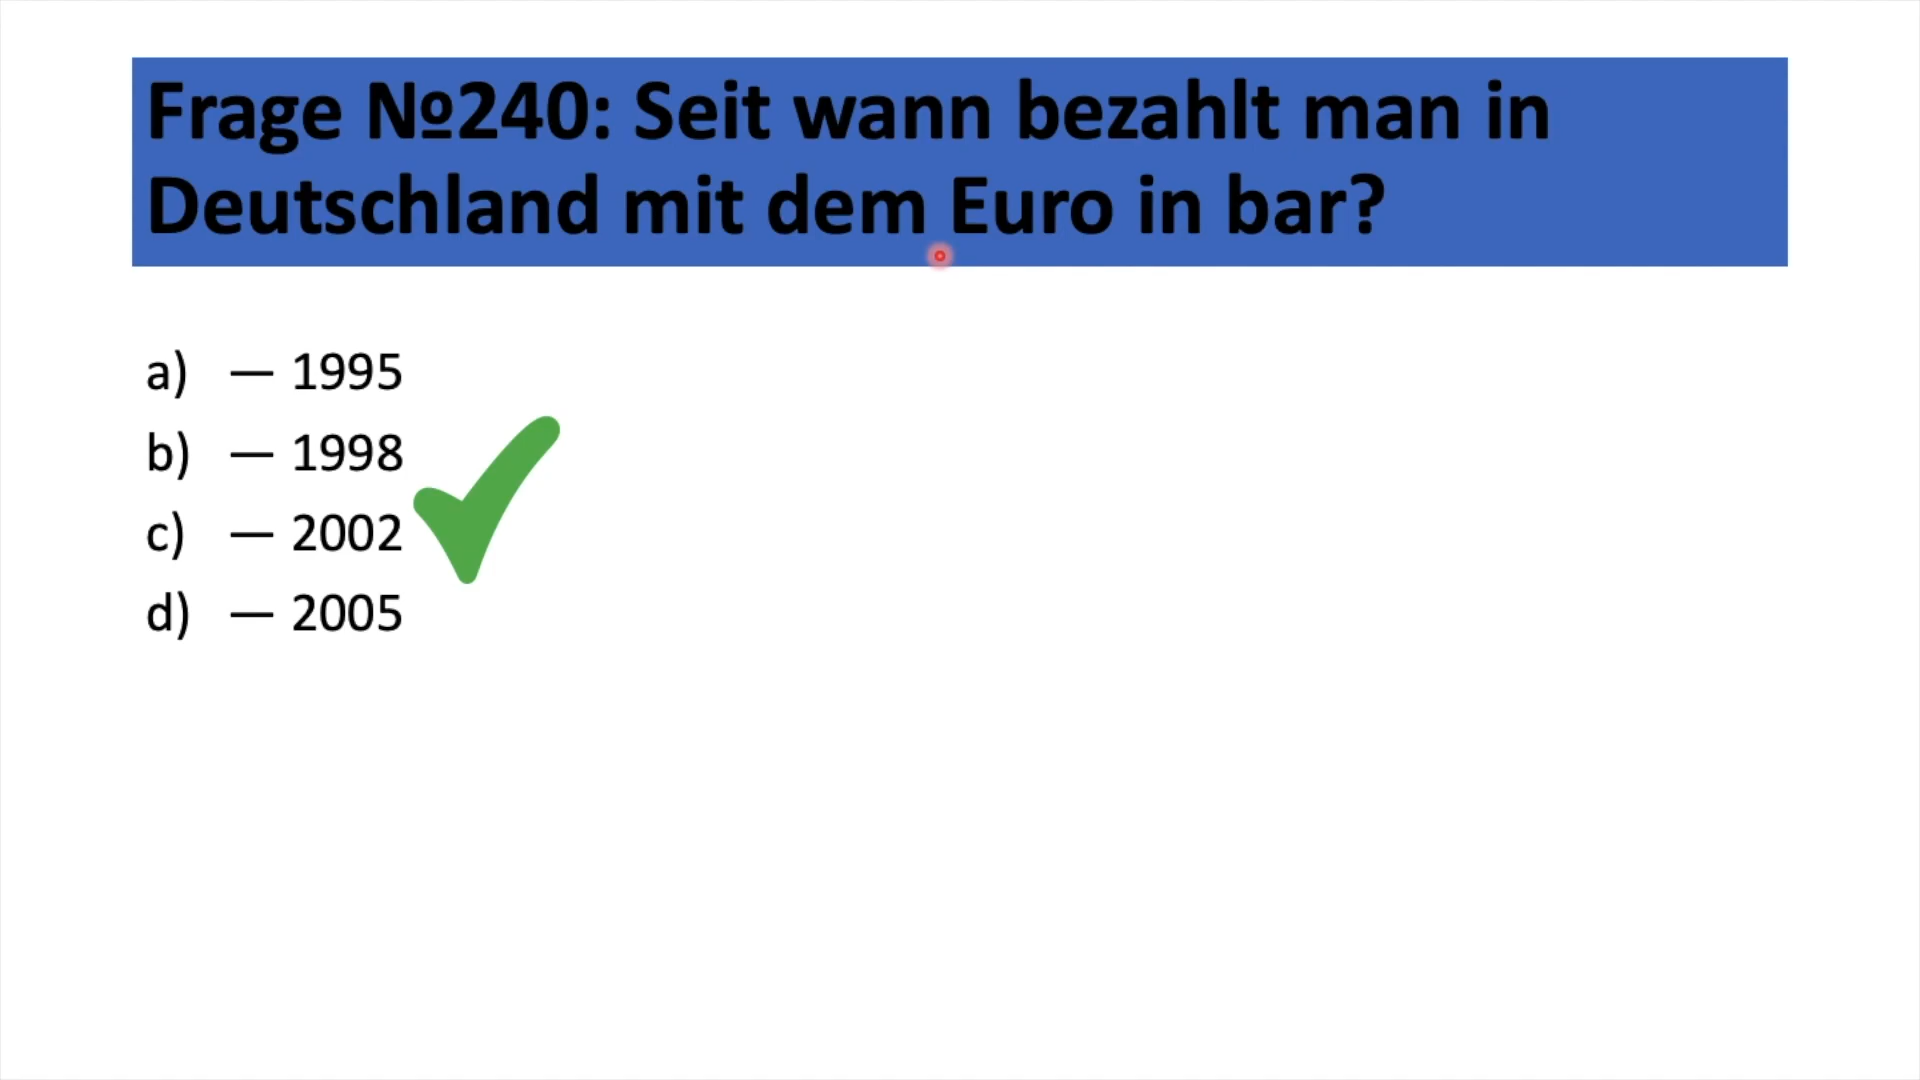 Frage №240: Seit wann bezahlt man in
Deutschland mit dem Euro in bar?
a) — 1995
b) — 1998
c) — 2002
d) — 2005